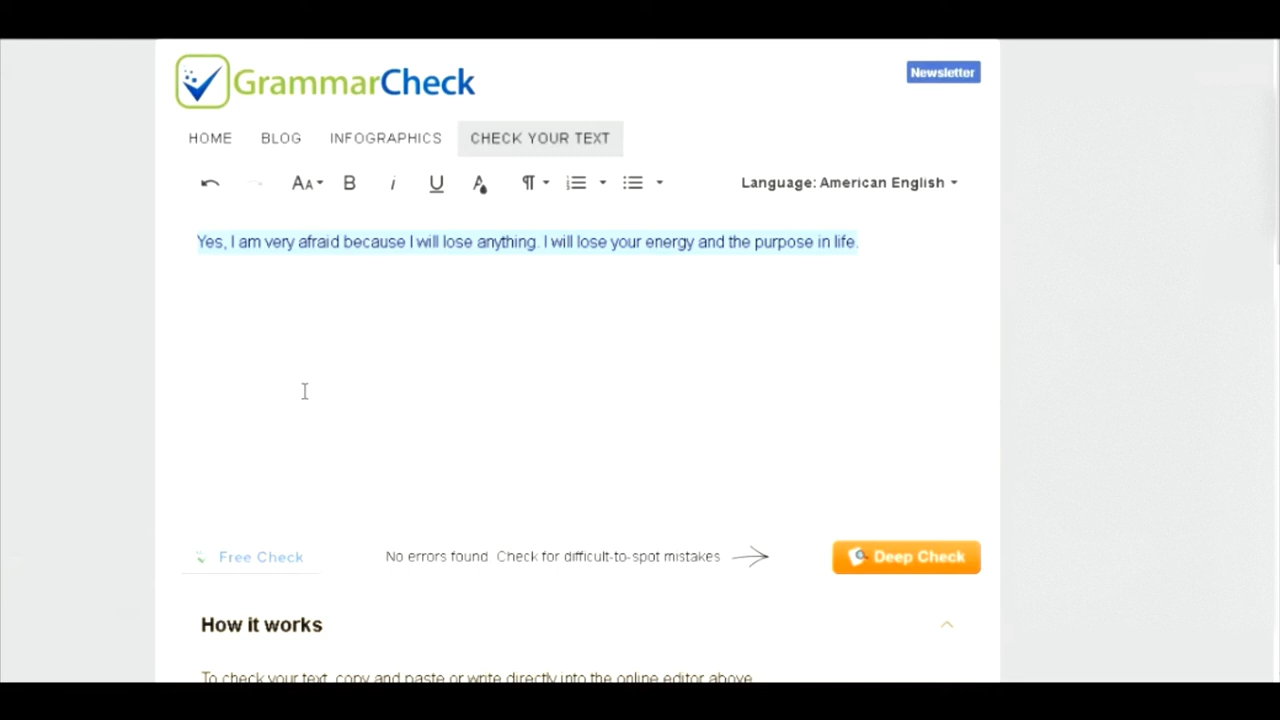 GrammarCheck
Newsletter
HOME BLOG INFOGRAPHICS CHECK YOUR TEXT
AA B i U A ¶ Language: American English
Yes, I am very afraid because I will lose anything. I will lose your energy and the purpose in life.
Free Check No errors found Check for difficult-to-spot mistakes Deep Check
How it works
To check your text, copy and paste or write directly into the online editor above.